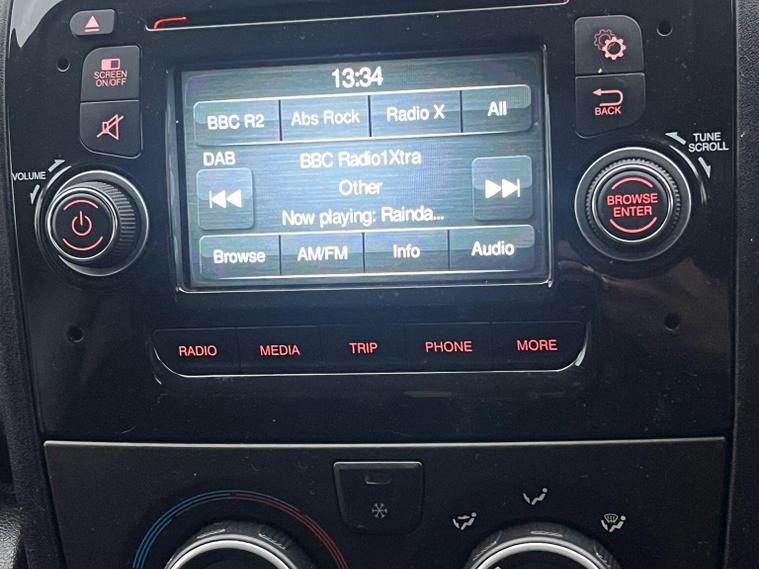 SCREEN
ON/OFF
VOLUME
13:34
BBC R2
Abs Rock
Radio X
All
DAB
BBC Radio1Xtra
Other
Now playing: Rainda...
Browse
AM/FM
Info
Audio
BACK
TUNE
SCROLL
BROWSE
ENTER
RADIO
MEDIA
TRIP
PHONE
MORE